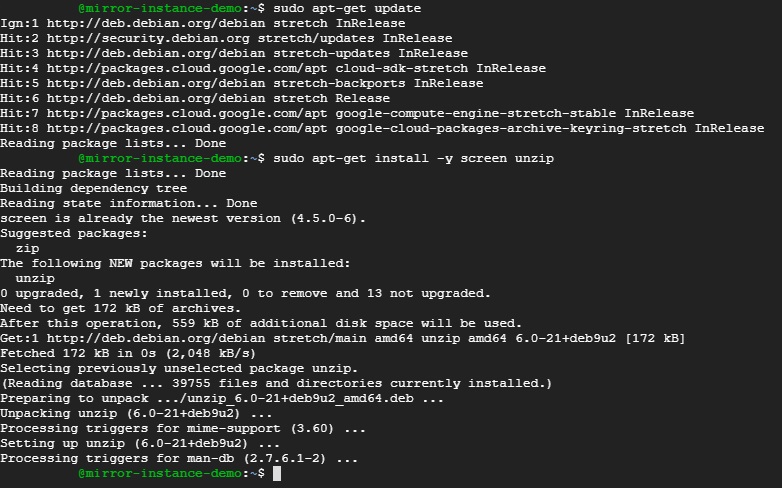 @mirror-instance-demo:~$ sudo apt-get update
Ign:1 http://deb.debian.org/debian stretch InRelease
Hit:2 http://security.debian.org stretch/updates InRelease
Hit:3 http://deb.debian.org/debian stretch-updates InRelease
Hit:4 http://packages.cloud.google.com/apt cloud-sdk-stretch InRelease
Hit:5 http://deb.debian.org/debian stretch-backports InRelease
Hit:6 http://deb.debian.org/debian stretch Release
Hit:7 http://packages.cloud.google.com/apt google-compute-engine-stretch-stable InRelease
Hit:8 http://packages.cloud.google.com/apt google-cloud-packages-archive-keyring-stretch InRelease
Reading package lists... Done
@mirror-instance-demo:~$ sudo apt-get install -y screen unzip
Reading package lists... Done
Building dependency tree
Reading state information... Done
screen is already the newest version (4.5.0-6).
Suggested packages:
  zip
The following NEW packages will be installed:
  unzip
0 upgraded, 1 newly installed, 0 to remove and 13 not upgraded.
Need to get 172 kB of archives.
After this operation, 559 kB of additional disk space will be used.
Get:1 http://deb.debian.org/debian stretch/main amd64 unzip amd64 6.0-21+deb9u2 [172 kB]
Fetched 172 kB in 0s (2,048 kB/s)
Selecting previously unselected package unzip.
(Reading database ... 39755 files and directories currently installed.)
Preparing to unpack .../unzip_6.0-21+deb9u2_amd64.deb ...
Unpacking unzip (6.0-21+deb9u2) ...
Processing triggers for mime-support (3.60) ...
Setting up unzip (6.0-21+deb9u2) ...
Processing triggers for man-db (2.7.6.1-2) ...
@mirror-instance-demo:~$